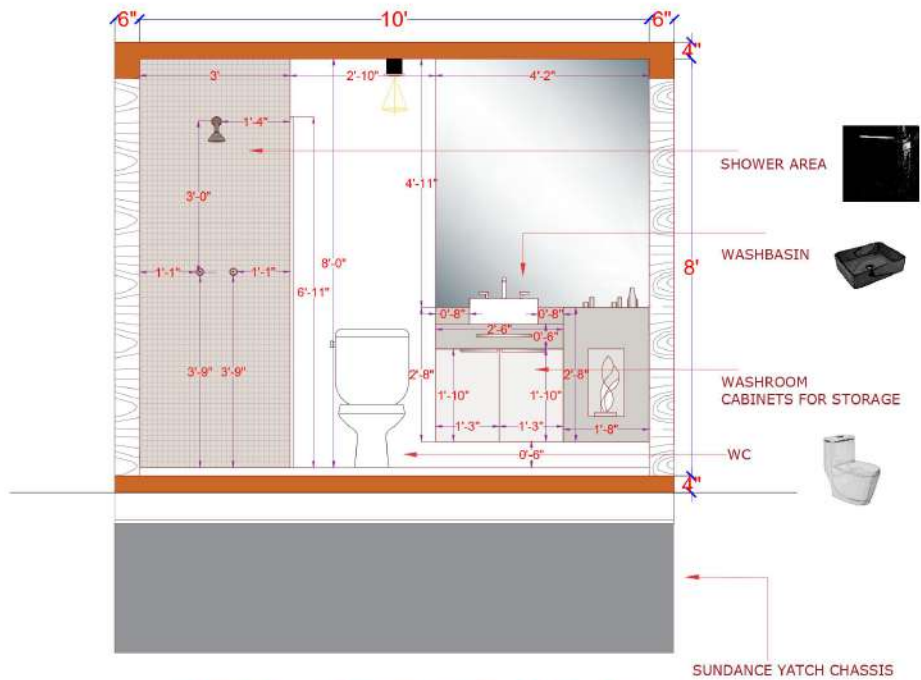 6" 10' 6"
4"
3' 2'-10" 4'-2"
1'-4"
SHOWER AREA
4'-11"
3'-0"
WASHBASIN
8'-0" 8'
1'-1" 1'-1"
6'-11"
0'-8" 0'-8"
2'-6"
0'-6"
3'-9" 3'-9" 2'-8" 2'-8"
WASHROOM
CABINETS FOR STORAGE
1'-10" 1'-10"
1'-3" 1'-3" 1'-8"
0'-6"
WC
4"
SUNDANCE YATCH CHASSIS